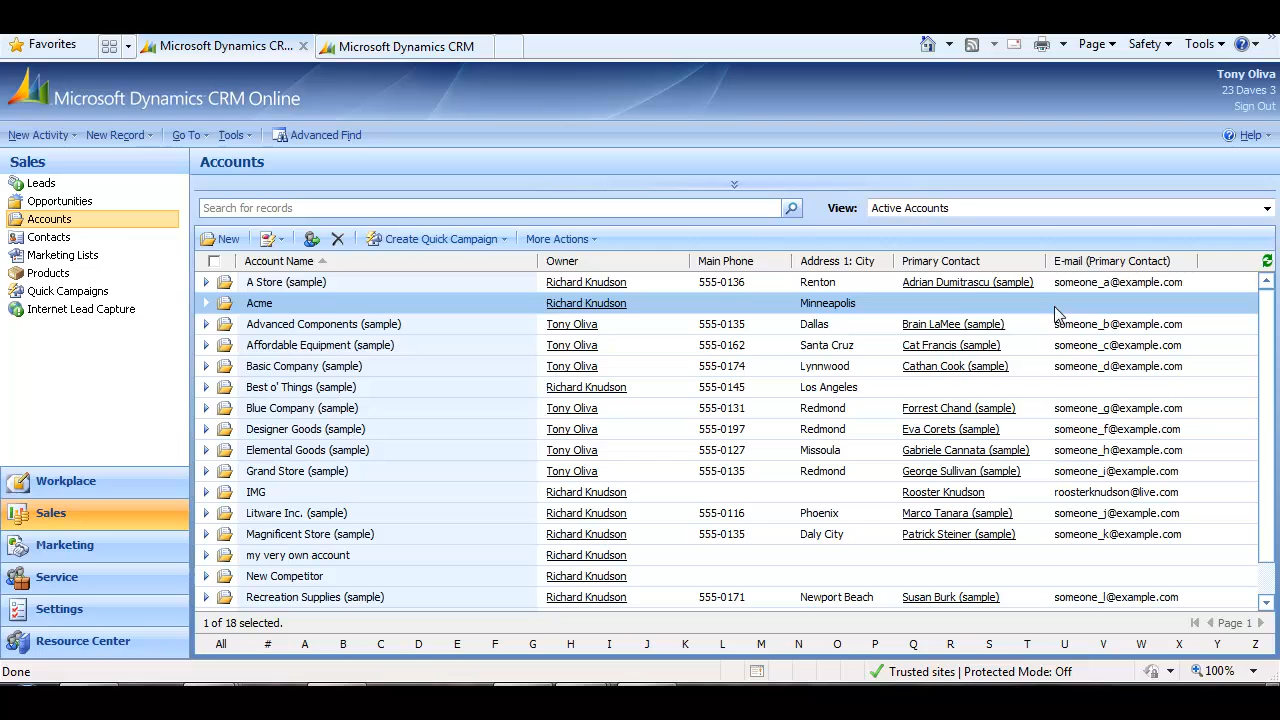 Favorites Microsoft Dynamics CR... Microsoft Dynamics CRM Page Safety Tools
Microsoft Dynamics CRM Online
Tony Oliva
23 Daves 3
Sign Out
New Activity New Record Go To Tools Advanced Find Help
Sales
Leads
Opportunities
Accounts
Contacts
Marketing Lists
Products
Quick Campaigns
Internet Lead Capture
Workplace
Sales
Marketing
Service
Settings
Resource Center
Accounts
Search for records View: Active Accounts
New Create Quick Campaign More Actions
Account Name Owner Main Phone Address 1: City Primary Contact E-mail (Primary Contact)
A Store (sample) Richard Knudson 555-0136 Renton Adrian Dumitrascu (sample) someone_a@example.com
Acme Richard Knudson Minneapolis
Advanced Components (sample) Tony Oliva 555-0135 Dallas Brain LaMee (sample) someone_b@example.com
Affordable Equipment (sample) Tony Oliva 555-0162 Santa Cruz Cat Francis (sample) someone_c@example.com
Basic Company (sample) Tony Oliva 555-0174 Lynnwood Cathan Cook (sample) someone_d@example.com
Best o' Things (sample) Richard Knudson 555-0145 Los Angeles
Blue Company (sample) Tony Oliva 555-0131 Redmond Forrest Chand (sample) someone_g@example.com
Designer Goods (sample) Tony Oliva 555-0197 Redmond Eva Corets (sample) someone_f@example.com
Elemental Goods (sample) Tony Oliva 555-0127 Missoula Gabriele Cannata (sample) someone_h@example.com
Grand Store (sample) Tony Oliva 555-0135 Redmond George Sullivan (sample) someone_i@example.com
IMG Richard Knudson Rooster Knudson roosterknudson@live.com
Litware Inc. (sample) Richard Knudson 555-0116 Phoenix Marco Tanara (sample) someone_j@example.com
Magnificent Store (sample) Richard Knudson 555-0135 Daly City Patrick Steiner (sample) someone_k@example.com
my very own account Richard Knudson
New Competitor Richard Knudson
Recreation Supplies (sample) Richard Knudson 555-0171 Newport Beach Susan Burk (sample) someone_l@example.com
1 of 18 selected. Page 1
All # A B C D E F G H I J K L M N O P Q R S T U V W X Y Z
Done Trusted sites | Protected Mode: Off 100%